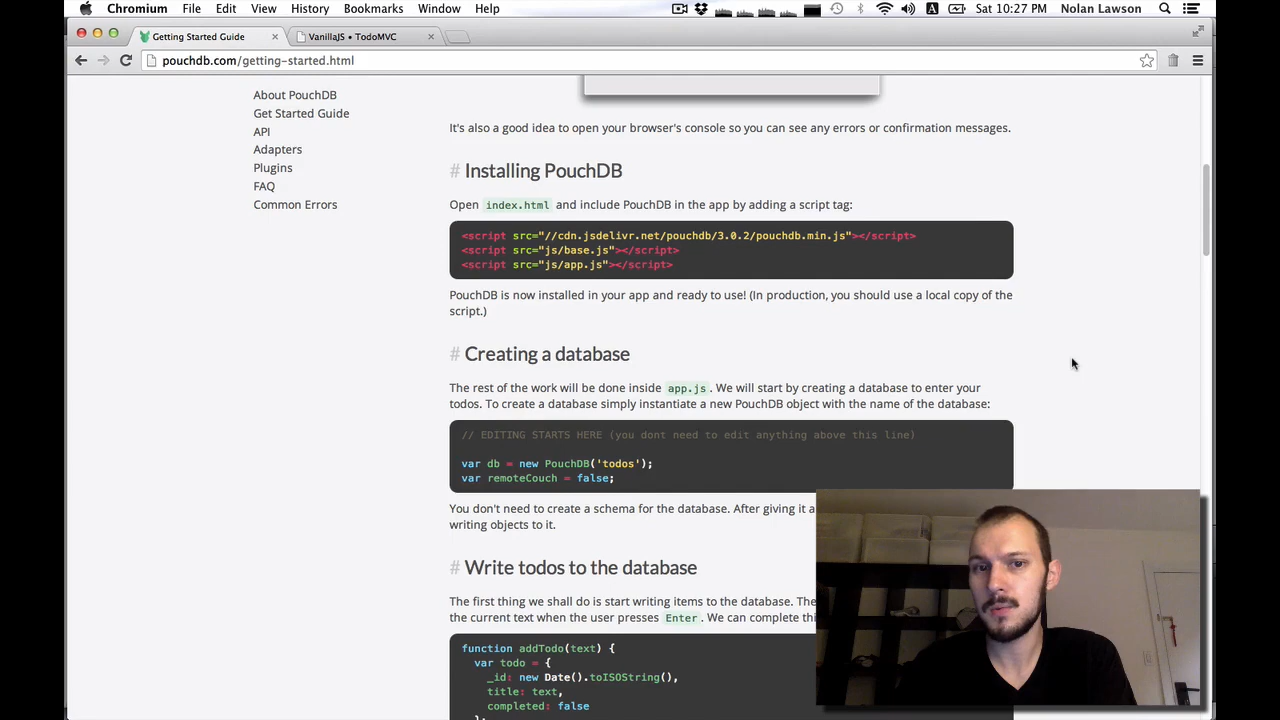 Chromium File Edit View History Bookmarks Window Help Sat 10:27 PM Nolan Lawson
Getting Started Guide VanillaJS • TodoMVC
pouchdb.com/getting-started.html
About PouchDB
Get Started Guide
API
Adapters
Plugins
FAQ
Common Errors
It's also a good idea to open your browser's console so you can see any errors or confirmation messages.
# Installing PouchDB
Open index.html and include PouchDB in the app by adding a script tag:
<script src="//cdn.jsdelivr.net/pouchdb/3.0.2/pouchdb.min.js"></script>
<script src="js/base.js"></script>
<script src="js/app.js"></script>
PouchDB is now installed in your app and ready to use! (In production, you should use a local copy of the
script.)
# Creating a database
The rest of the work will be done inside app.js. We will start by creating a database to enter your
todos. To create a database simply instantiate a new PouchDB object with the name of the database:
// EDITING STARTS HERE (you dont need to edit anything above this line)
var db = new PouchDB('todos');
var remoteCouch = false;
You don't need to create a schema for the database. After giving it a
writing objects to it.
# Write todos to the database
The first thing we shall do is start writing items to the database. The
the current text when the user presses Enter. We can complete thi
function addTodo(text) {
var todo = {
_id: new Date().toISOString(),
title: text,
completed: false
};